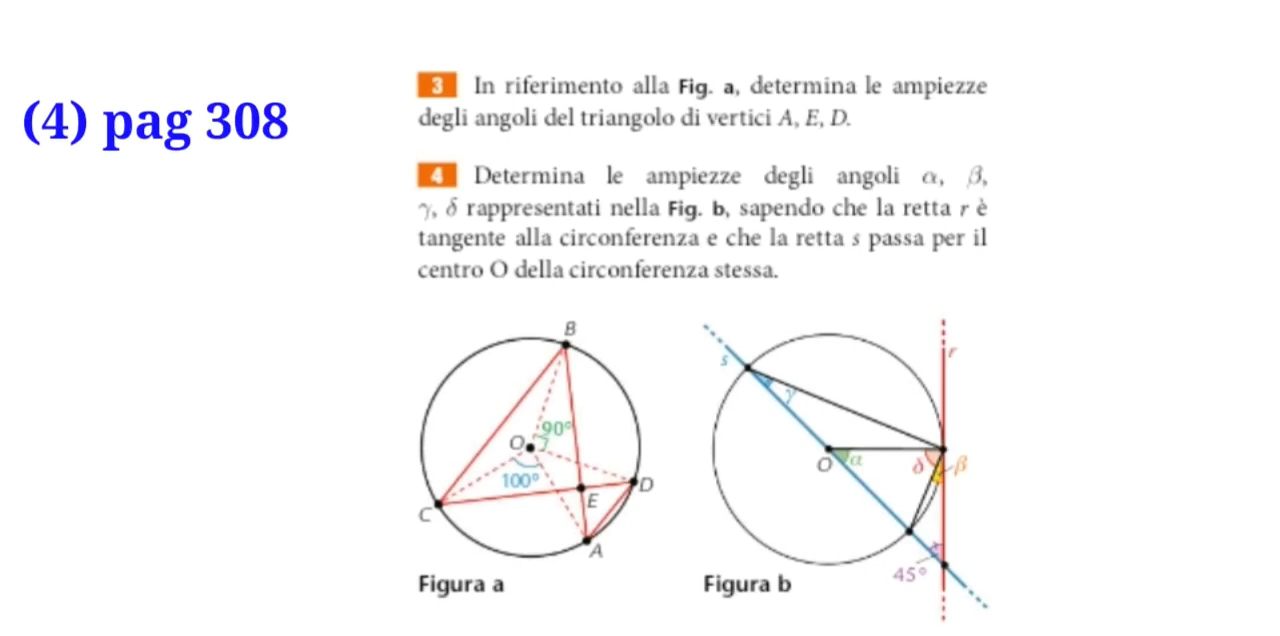 (4) pag 308
3 In riferimento alla Fig. a, determina le ampiezze
degli angoli del triangolo di vertici A, E, D.
4 Determina le ampiezze degli angoli α, β,
γ, δ rappresentati nella Fig. b, sapendo che la retta r è
tangente alla circonferenza e che la retta s passa per il
centro O della circonferenza stessa.
B
O
90°
100°
C
E
D
A
Figura a
s
r
γ
O
α
δ
β
45°
Figura b